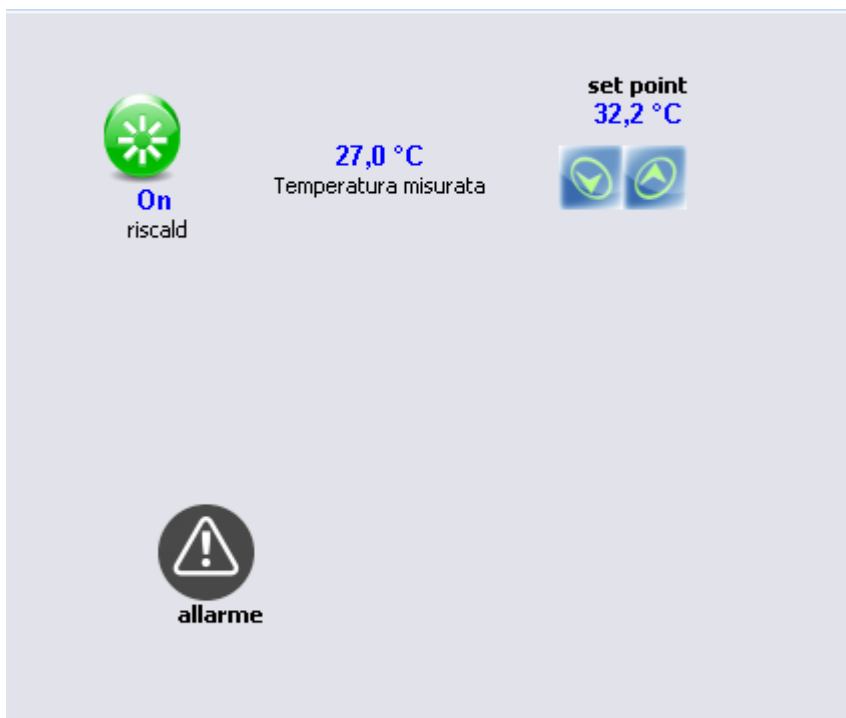 set point
32,2 °C
27,0 °C
Temperatura misurata
On
riscald
allarme